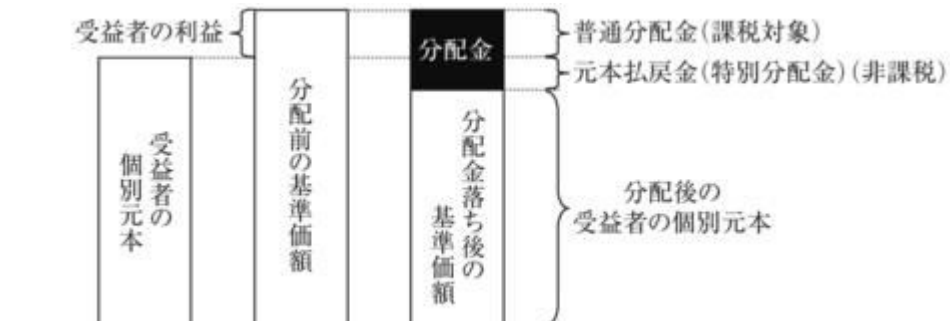 受益者の利益
分配金
普通分配金(課税対象)
元本払戻金(特別分配金)(非課税)
受益者の
個別元本
分配前の基準価額
分配金落ち後の
基準価額
分配後の
受益者の個別元本